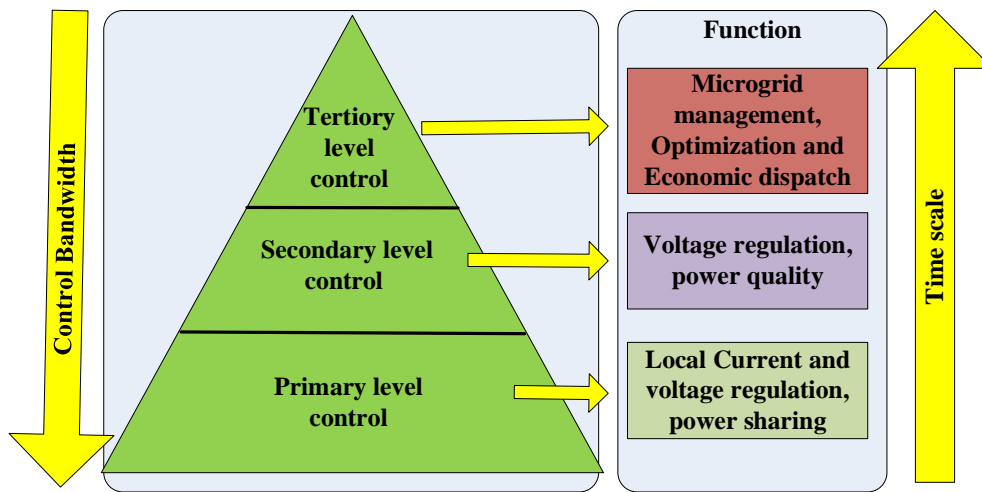 Control Bandwidth
Tertiory
level
control
Secondary level
control
Primary level
control
Function
Microgrid
management,
Optimization and
Economic dispatch
Voltage regulation,
power quality
Local Current and
voltage regulation,
power sharing
Time scale